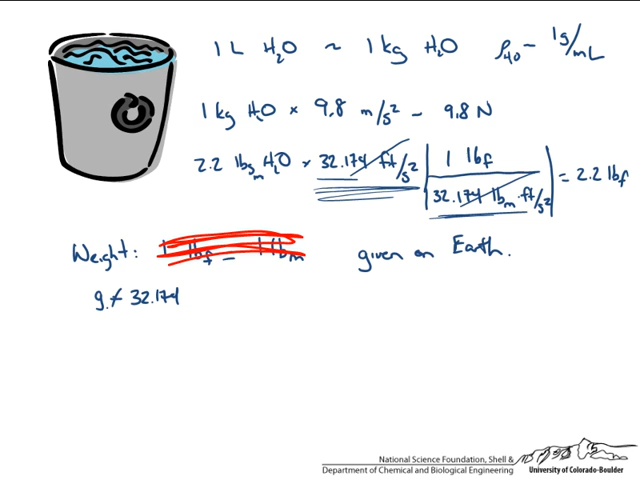 1 L H₂O ~ 1 kg H₂O ρH₂O - 1g/mL
1 kg H₂O × 9.8 m/s² - 9.8 N
2.2 lbsm H₂O × 32.174 ft/s² | 1 lbf / 32.174 lbm·ft/s² | = 2.2 lbf
Weight: 1 lbf = 1 lbm given on Earth.
g ≠ 32.174
National Science Foundation, Shell &
Department of Chemical and Biological Engineering
University of Colorado-Boulder